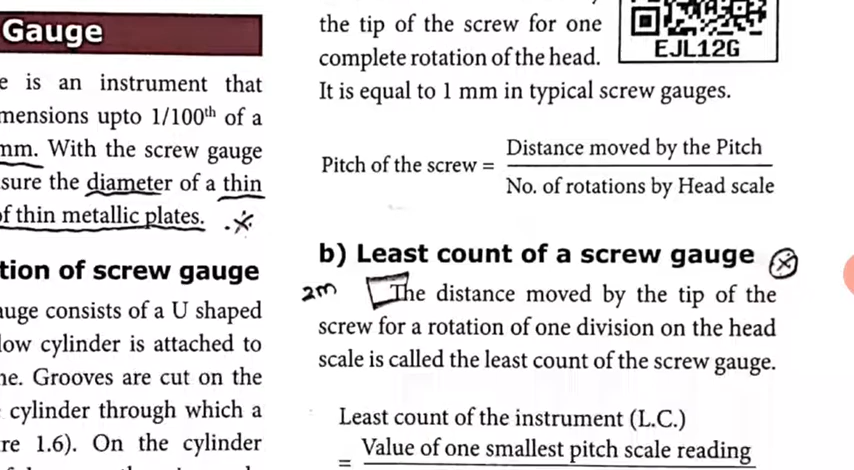 Gauge
e is an instrument that
mensions upto 1/100th of a
mm. With the screw gauge
sure the diameter of a thin
of thin metallic plates.
tion of screw gauge
auge consists of a U shaped
low cylinder is attached to
ne. Grooves are cut on the
cylinder through which a
re 1.6). On the cylinder
the tip of the screw for one
complete rotation of the head.
EJL12G
It is equal to 1 mm in typical screw gauges.
Pitch of the screw = Distance moved by the Pitch
No. of rotations by Head scale
b) Least count of a screw gauge
2m The distance moved by the tip of the
screw for a rotation of one division on the head
scale is called the least count of the screw gauge.
Least count of the instrument (L.C.)
= Value of one smallest pitch scale reading